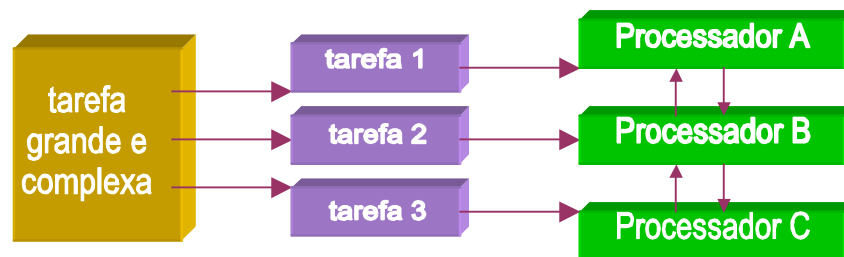 tarefa
grande e
complexa
tarefa 1
tarefa 2
tarefa 3
Processador A
Processador B
Processador C